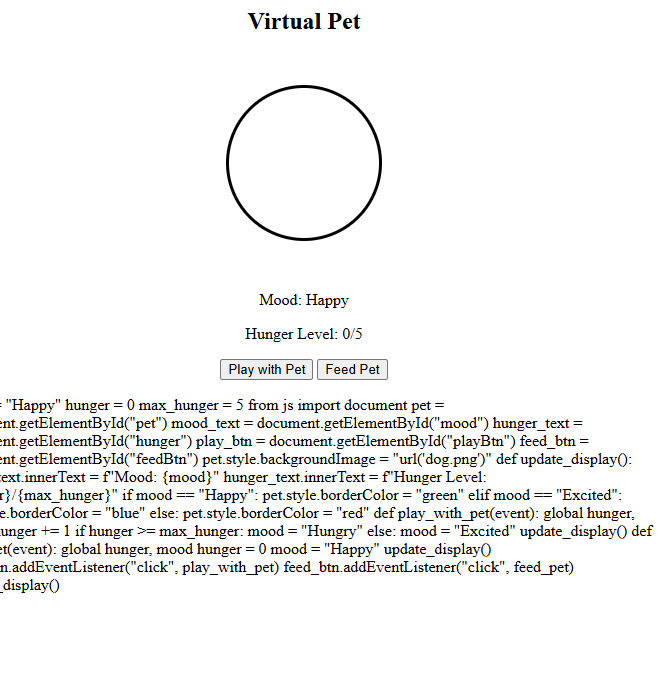 Virtual Pet
Mood: Happy
Hunger Level: 0/5
Play with Pet Feed Pet
= "Happy" hunger = 0 max_hunger = 5 from js import document pet =
ent.getElementById("pet") mood_text = document.getElementById("mood") hunger_text =
ent.getElementById("hunger") play_btn = document.getElementById("playBtn") feed_btn =
ent.getElementById("feedBtn") pet.style.backgroundImage = "url('dog.png')" def update_display():
text.innerText = f"Mood: {mood}" hunger_text.innerText = f"Hunger Level:
r}/{max_hunger}" if mood == "Happy": pet.style.borderColor = "green" elif mood == "Excited":
e.borderColor = "blue" else: pet.style.borderColor = "red" def play_with_pet(event): global hunger,
unger += 1 if hunger >= max_hunger: mood = "Hungry" else: mood = "Excited" update_display() def
et(event): global hunger, mood hunger = 0 mood = "Happy" update_display()
n.addEventListener("click", play_with_pet) feed_btn.addEventListener("click", feed_pet)
_display()